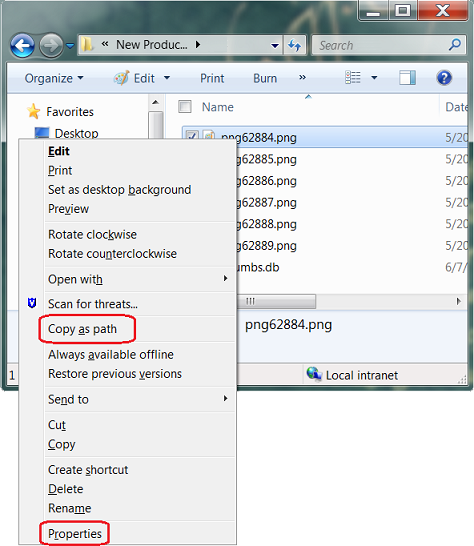 « New Produc...
Search
Organize Edit Print Burn »
Favorites
Desktop
Name Date
png62884.png 5/20
png62885.png 5/20
png62886.png 5/20
png62887.png 5/20
png62888.png 5/20
png62889.png 5/20
umbs.db 6/7/
png62884.png
1
Local intranet
Edit
Print
Set as desktop background
Preview
Rotate clockwise
Rotate counterclockwise
Open with
Scan for threats...
Copy as path
Always available offline
Restore previous versions
Send to
Cut
Copy
Create shortcut
Delete
Rename
Properties